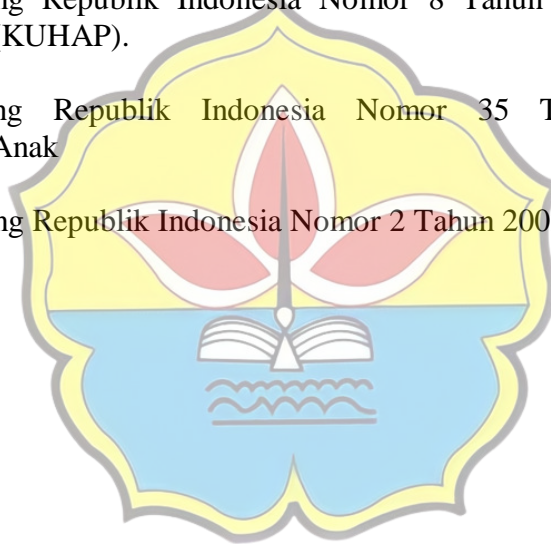 ng Republik Indonesia Nomor 8 Tahun
(KUHAP).
ng Republik Indonesia Nomor 35 T
Anak
ng Republik Indonesia Nomor 2 Tahun 200